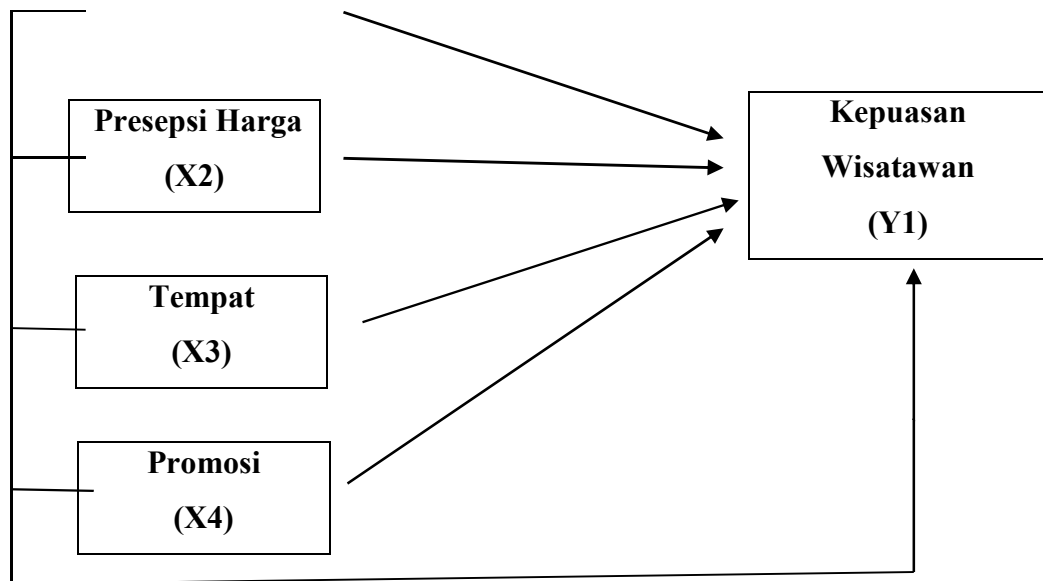 Presepsi Harga
(X2)
Kepuasan
Wisatawan
(Y1)
Tempat
(X3)
Promosi
(X4)